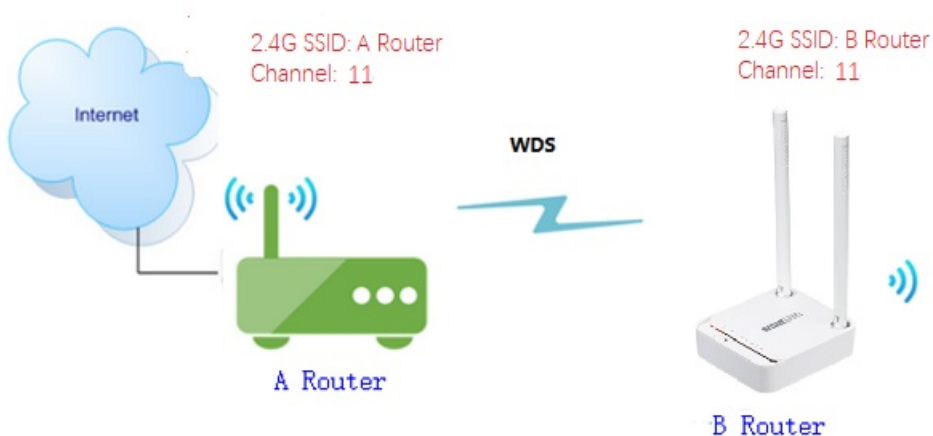 2.4G SSID: A Router
Channel: 11
2.4G SSID: B Router
Channel: 11
Internet
WDS
A Router
B Router